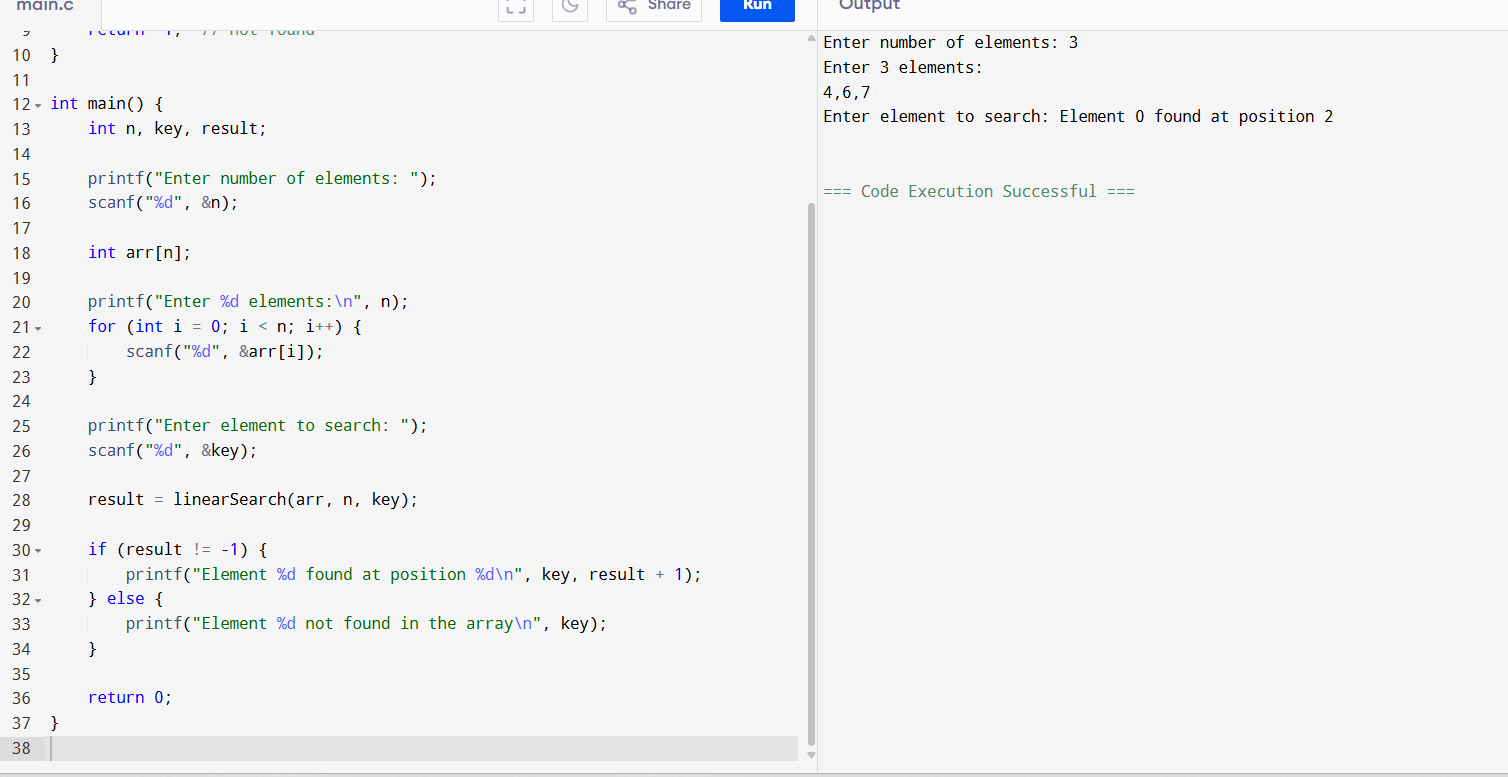 main.c
Share
Run
Output
9 return -1; // not found
10 }
11
12 int main() {
13 int n, key, result;
14
15 printf("Enter number of elements: ");
16 scanf("%d", &n);
17
18 int arr[n];
19
20 printf("Enter %d elements:\n", n);
21 for (int i = 0; i < n; i++) {
22 scanf("%d", &arr[i]);
23 }
24
25 printf("Enter element to search: ");
26 scanf("%d", &key);
27
28 result = linearSearch(arr, n, key);
29
30 if (result != -1) {
31 printf("Element %d found at position %d\n", key, result + 1);
32 } else {
33 printf("Element %d not found in the array\n", key);
34 }
35
36 return 0;
37 }
38
Enter number of elements: 3
Enter 3 elements:
4,6,7
Enter element to search: Element 0 found at position 2
=== Code Execution Successful ===